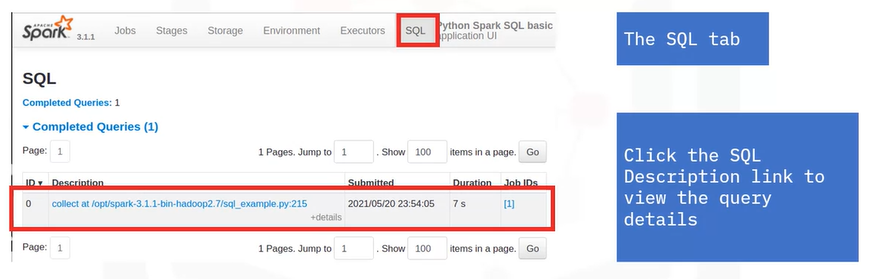 APACHE Spark 3.1.1 Jobs Stages Storage Environment Executors SQL Python Spark SQL basic
application UI
The SQL tab
SQL
Completed Queries: 1
Completed Queries (1)
Page: 1 1 Pages. Jump to 1 . Show 100 items in a page. Go
ID ▾ Description Submitted Duration Job IDs
0 collect at /opt/spark-3.1.1-bin-hadoop2.7/sql_example.py:215 2021/05/20 23:54:05 7 s [1]
+details
Page: 1 1 Pages. Jump to 1 . Show 100 items in a page. Go
Click the SQL
Description link to
view the query
details